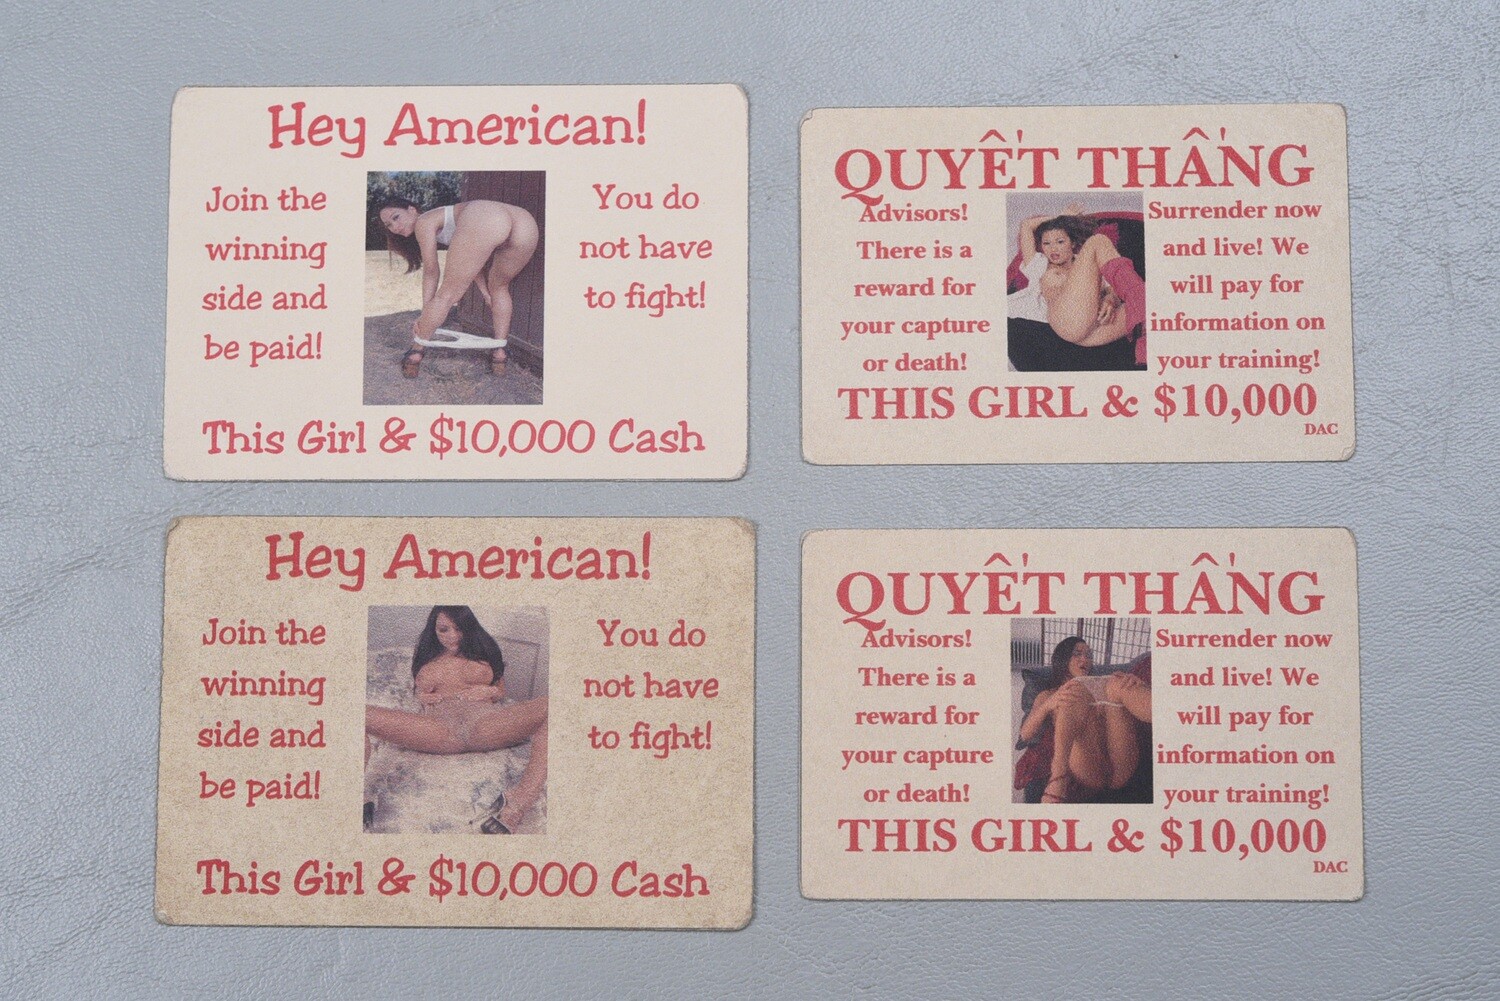 Hey American!
Join the
winning
side and
be paid!
You do
not have
to fight!
This Girl & $10,000 Cash
QUYẾT THẮNG
Advisors!
There is a
reward for
your capture
or death!
Surrender now
and live! We
will pay for
information on
your training!
THIS GIRL & $10,000
DAC
Hey American!
Join the
winning
side and
be paid!
You do
not have
to fight!
This Girl & $10,000 Cash
QUYẾT THẮNG
Advisors!
There is a
reward for
your capture
or death!
Surrender now
and live! We
will pay for
information on
your training!
THIS GIRL & $10,000
DAC